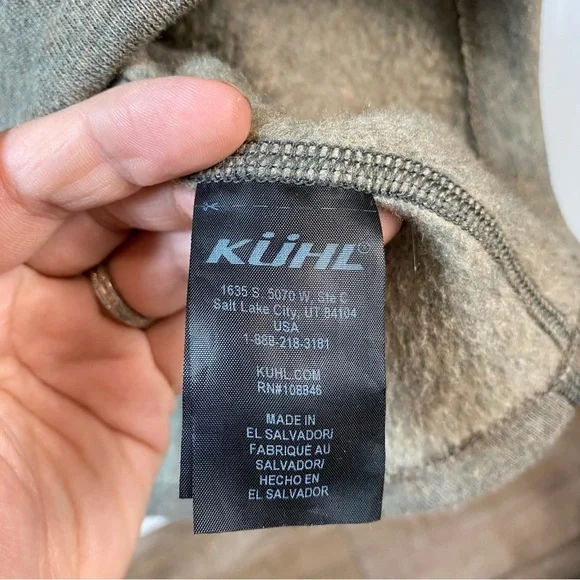 KÜHL
1635 S. 5070 W. Ste C
Salt Lake City, UT 84104
USA
1-888-218-3181
KUHL.COM
RN#108846
MADE IN
EL SALVADOR/
FABRIQUÉ AU
SALVADOR/
HECHO EN
EL SALVADOR